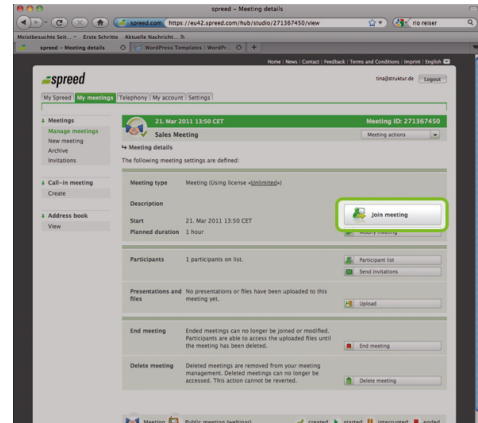 spreed – Meeting details
spreed.com https://eu42.spreed.com/hub/studio/271367450/view
rio reiser
Meistbesuchte Seit... Erste Schritte Aktuelle Nachricht...
spreed – Meeting details WordPress Templates | WordPr...
Home | News | Contact | Feedback | Terms and Conditions | Imprint | English
spreed
tina@struktur.de Logout
My Spreed My meetings Telephony My account Settings
Meetings
Manage meetings
New meeting
Archive
Invitations
Call-in meeting
Create
Address book
View
21. Mar 2011 13:50 CET Meeting ID: 271367450
Sales Meeting Meeting actions
Meeting details
The following meeting settings are defined:
Meeting type Meeting (Using license «Unlimited»)
Description
Join meeting
Start 21. Mar 2011 13:50 CET
Planned duration 1 hour Modify meeting
Participants 1 participants on list. Participant list
Send invitations
Presentations and No presentations or files have been uploaded to this
files meeting yet.
Upload
End meeting Ended meetings can no longer be joined or modified.
Participants are able to access the uploaded files until
the meeting has been deleted. End meeting
Delete meeting Deleted meetings are removed from your meeting
management. Deleted meetings can no longer be
accessed. This action cannot be reverted. Delete meeting
Meeting Public meeting (webinar) created started interrupted ended